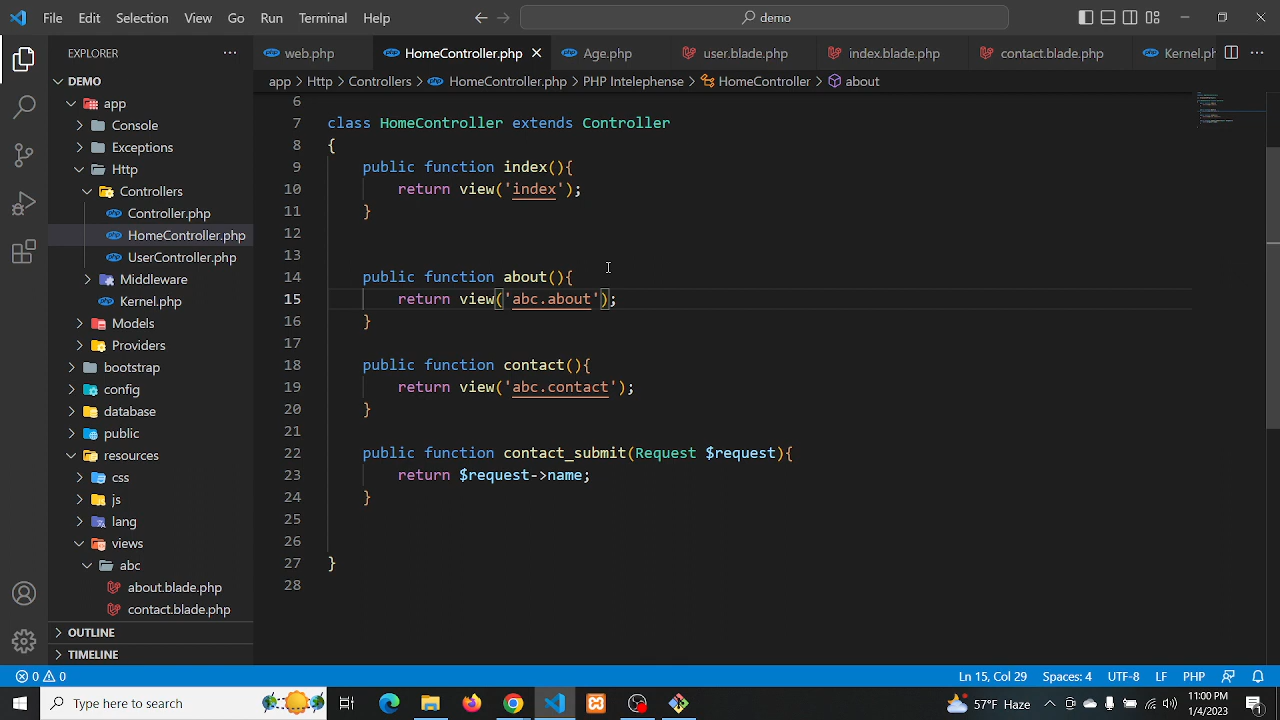 File Edit Selection View Go Run Terminal Help
demo
EXPLORER
web.php
HomeController.php
Age.php
user.blade.php
index.blade.php
contact.blade.php
Kernel.ph
DEMO
app > Http > Controllers > HomeController.php > PHP Intelephense > HomeController > about
app
Console
Exceptions
Http
Controllers
Controller.php
HomeController.php
UserController.php
Middleware
Kernel.php
Models
Providers
bootstrap
config
database
public
resources
css
js
lang
views
abc
about.blade.php
contact.blade.php
OUTLINE
TIMELINE
6
7 class HomeController extends Controller
8 {
9 public function index(){
10 return view('index');
11 }
12
13
14 public function about(){
15 return view('abc.about');
16 }
17
18 public function contact(){
19 return view('abc.contact');
20 }
21
22 public function contact_submit(Request $request){
23 return $request->name;
24 }
25
26
27 }
28
0 0
Ln 15, Col 29 Spaces: 4 UTF-8 LF PHP
Type here to search
57°F Haze
11:00 PM
1/4/2023